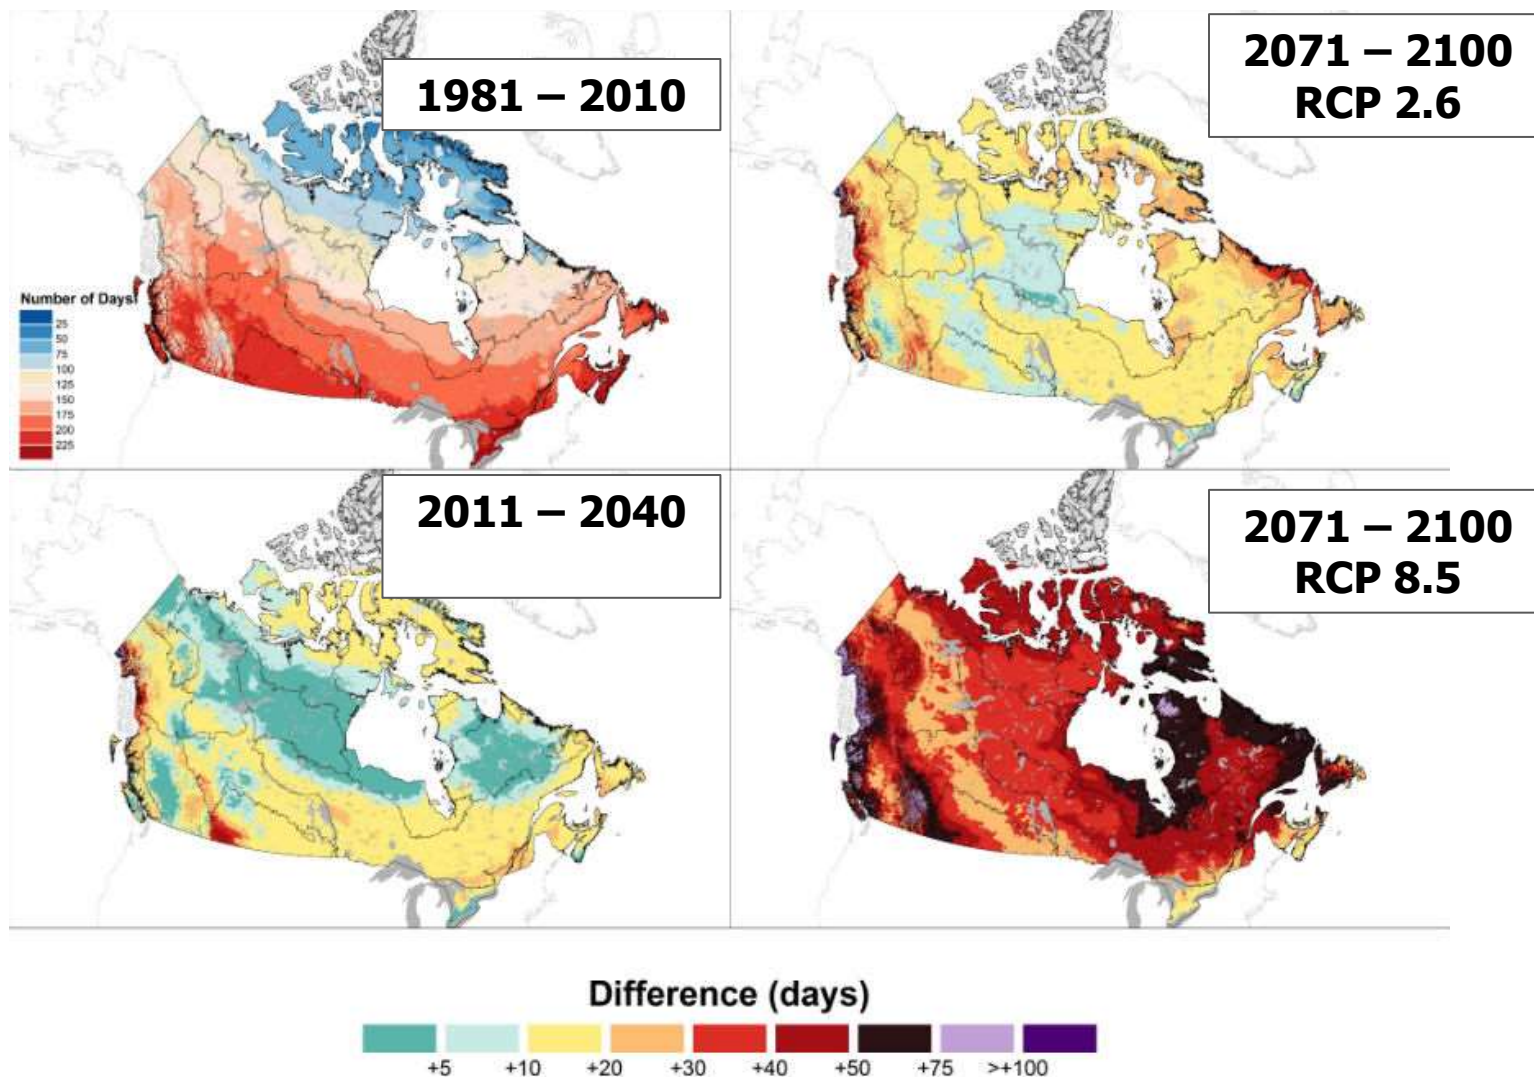 1981 – 2010
2071 – 2100
RCP 2.6
Number of Days
25
50
75
100
125
150
175
200
225
2011 – 2040
2071 – 2100
RCP 8.5
Difference (days)
+5 +10 +20 +30 +40 +50 +75 >+100